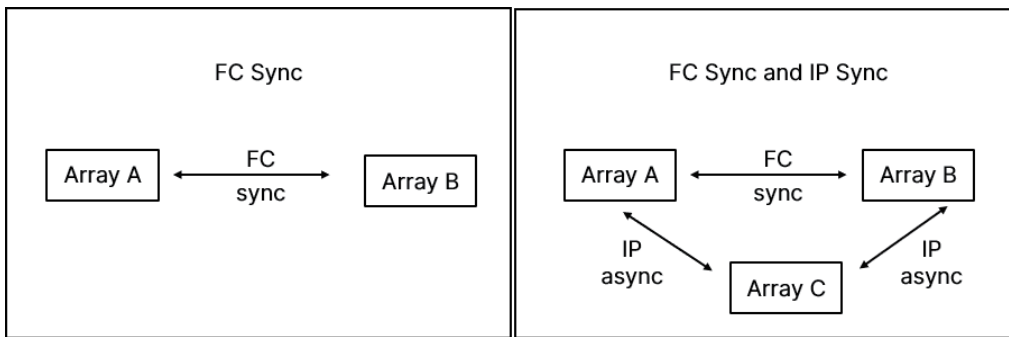 FC Sync
Array A
FC
sync
Array B
FC Sync and IP Sync
Array A
FC
sync
Array B
IP
async
IP
async
Array C